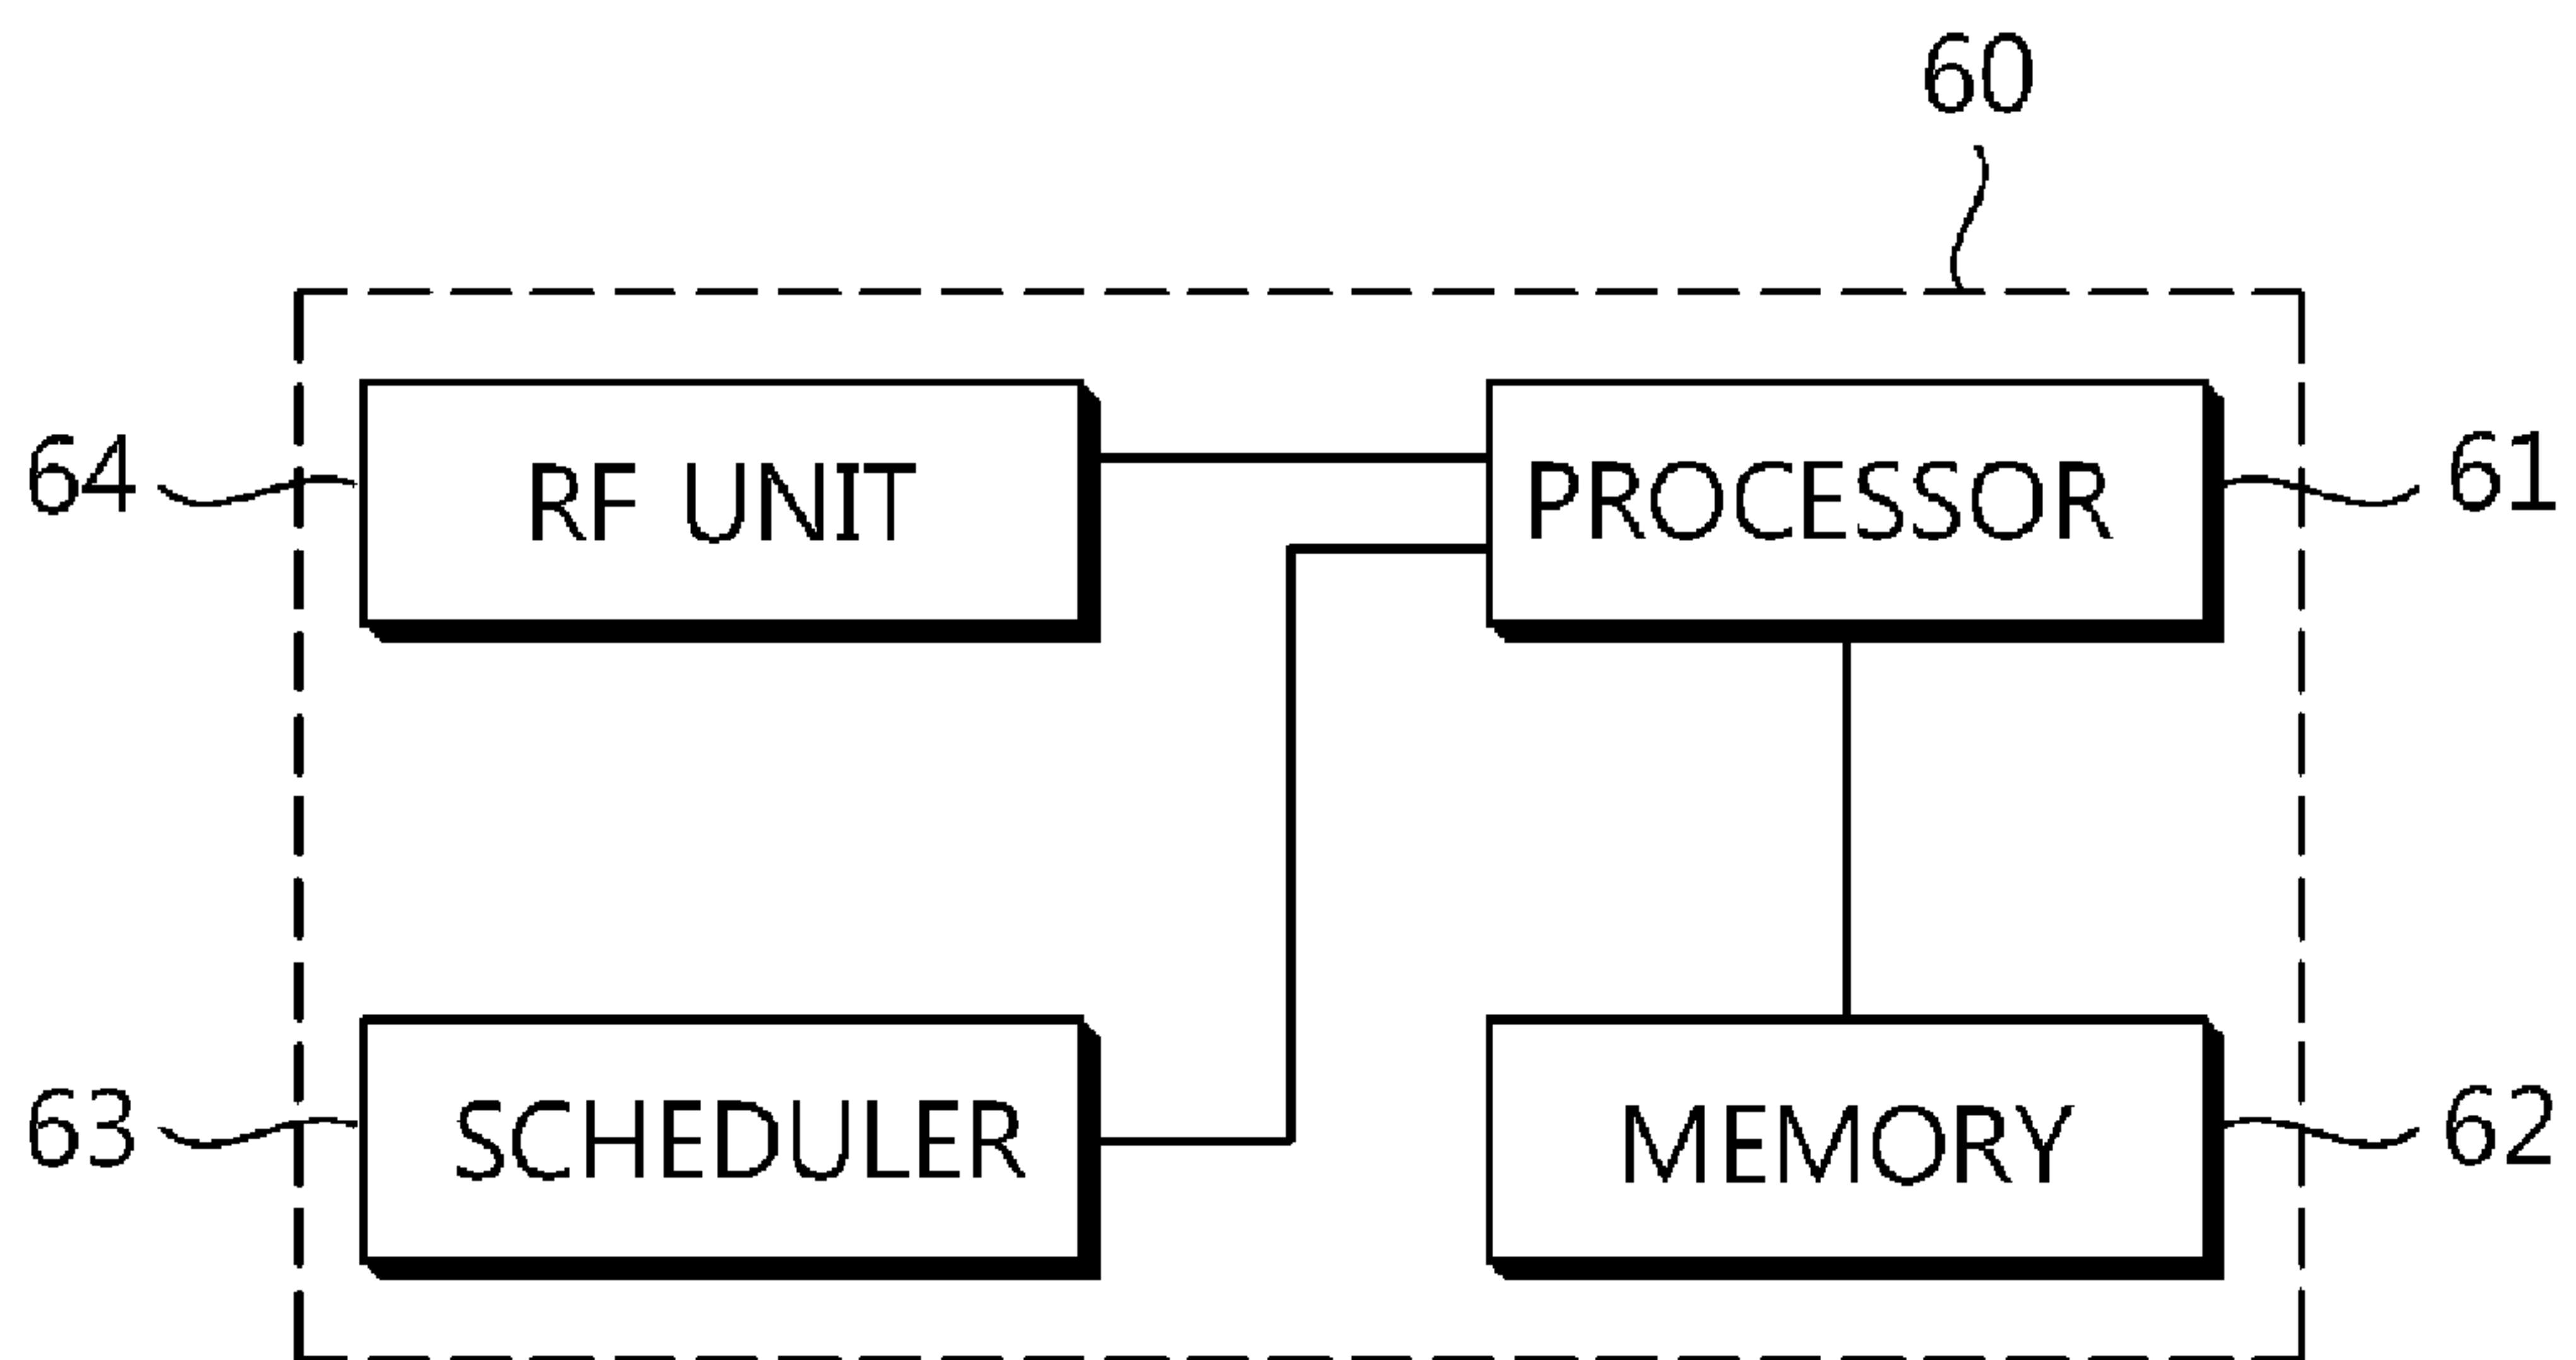 60
64
RF UNIT
PROCESSOR
61
63
SCHEDULER
MEMORY
62